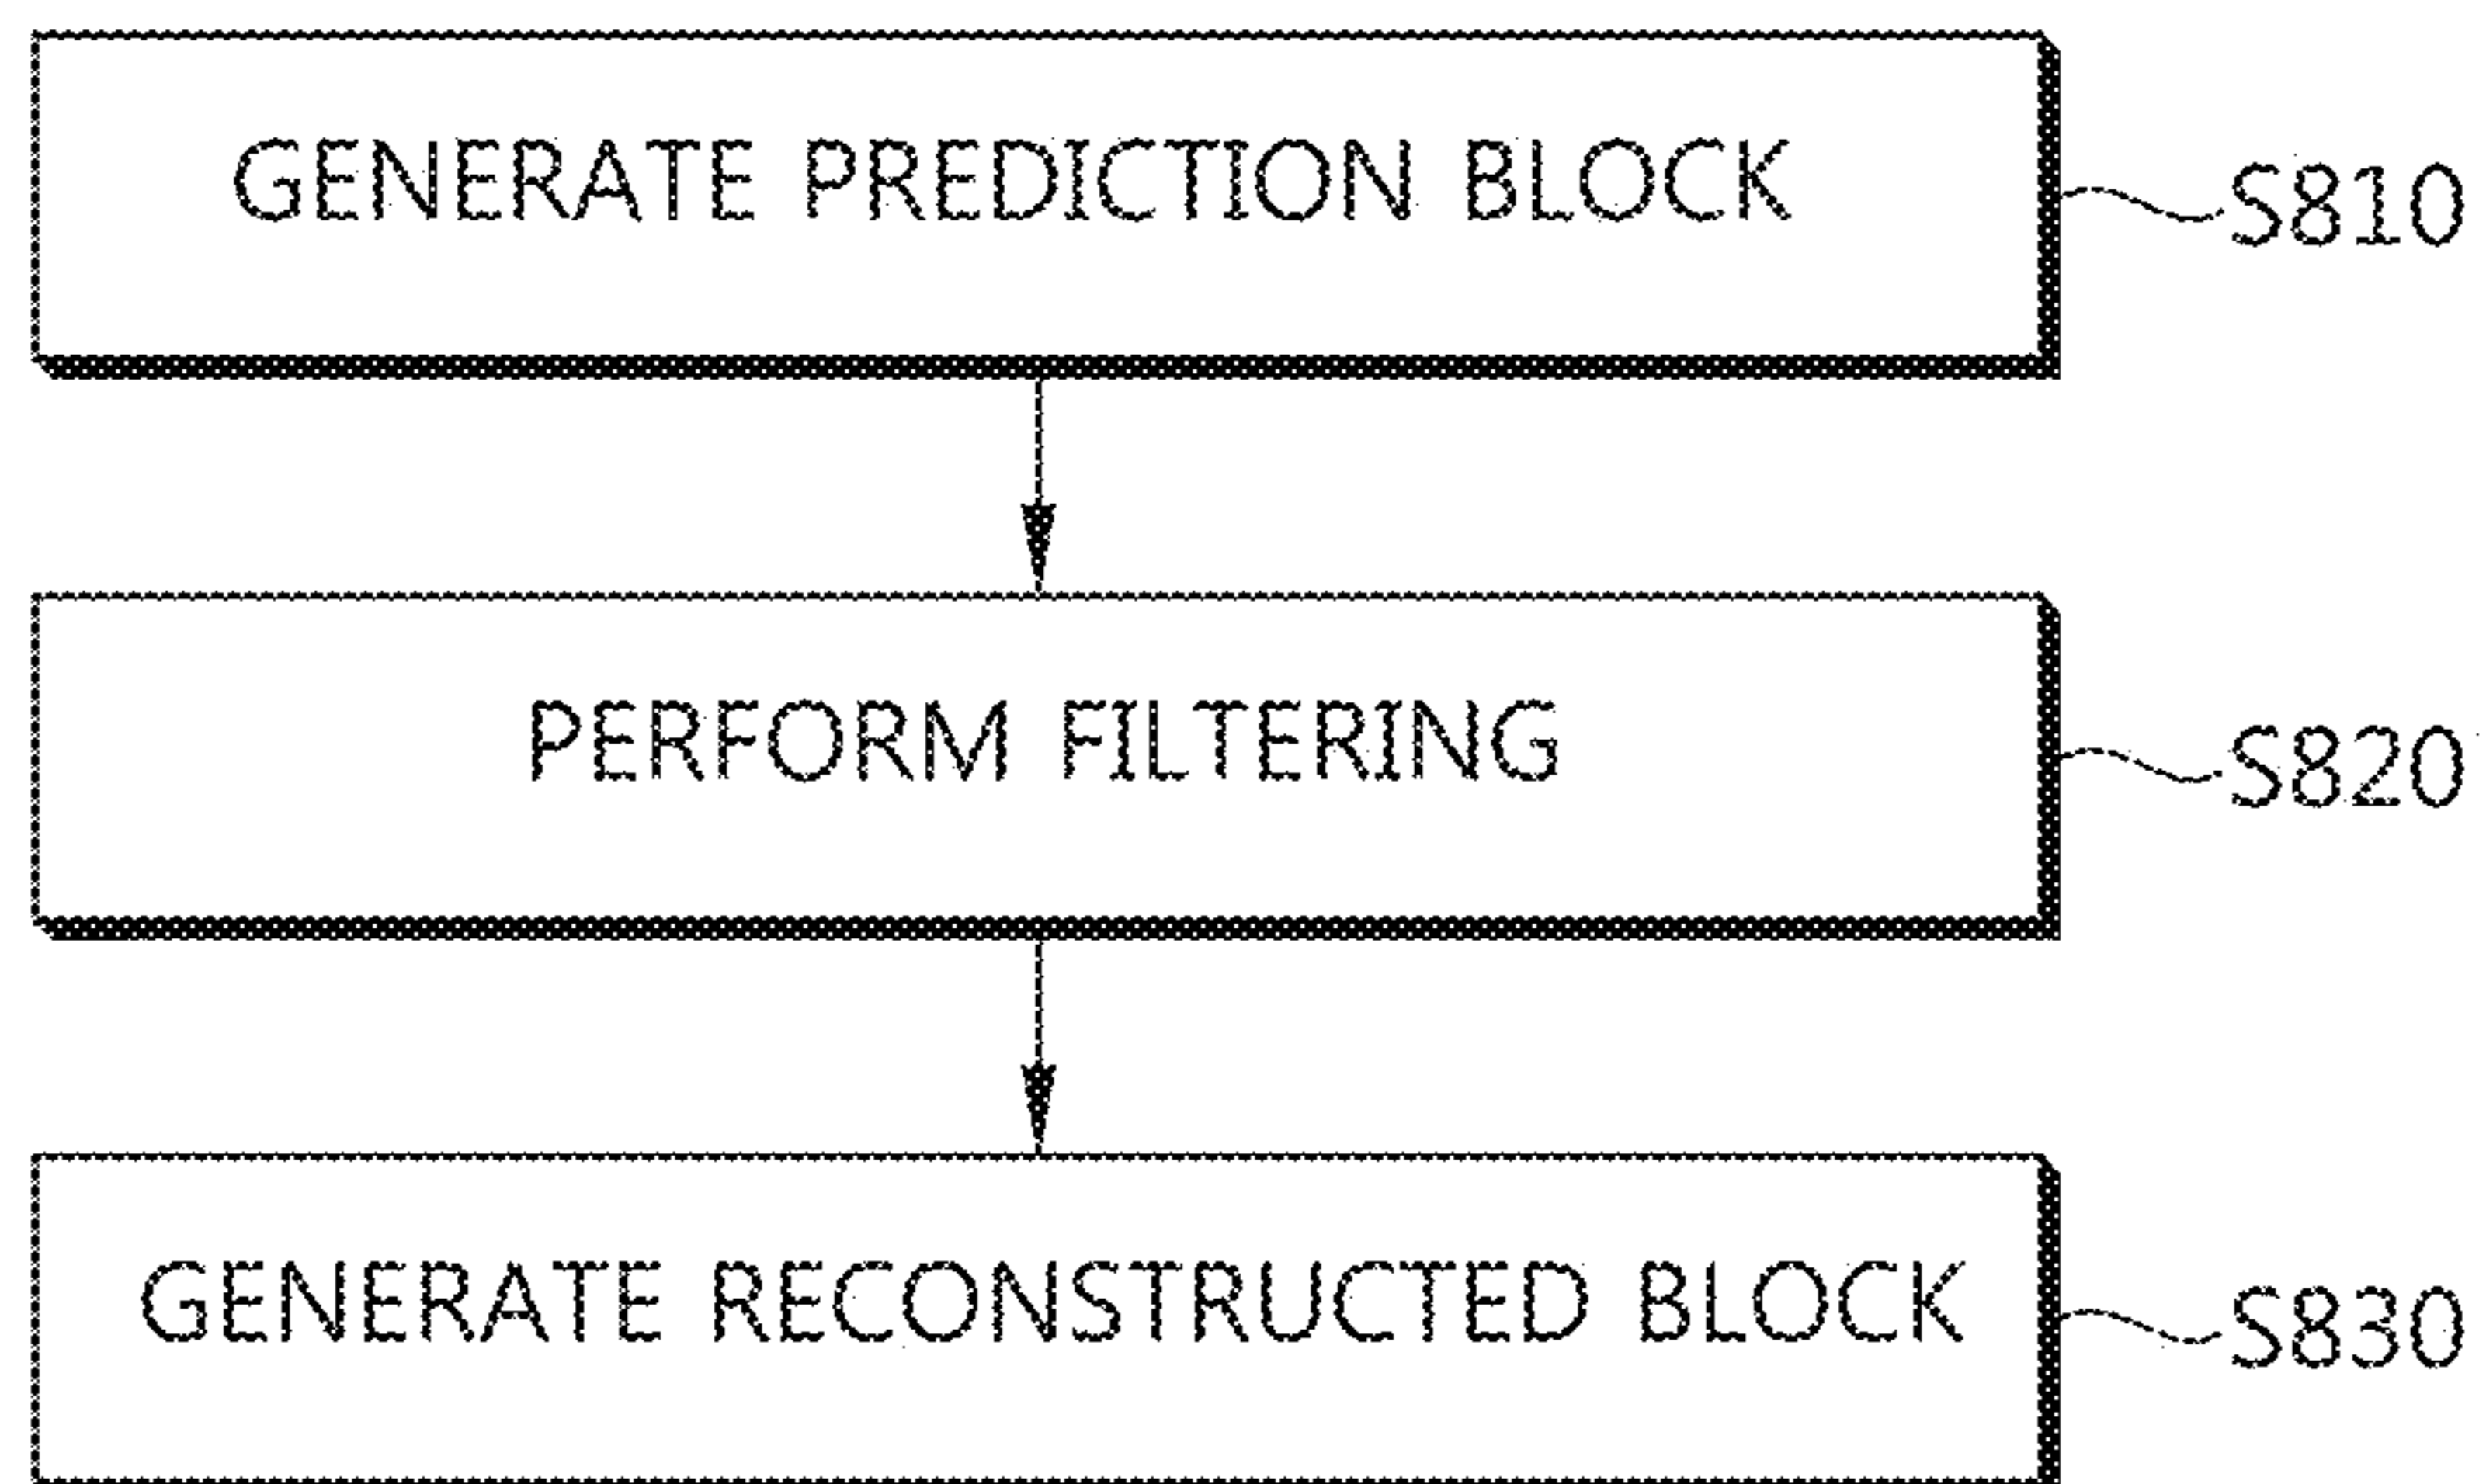 GENERATE PREDICTION BLOCK
S810
PERFORM FILTERING
S820
GENERATE RECONSTRUCTED BLOCK
S830